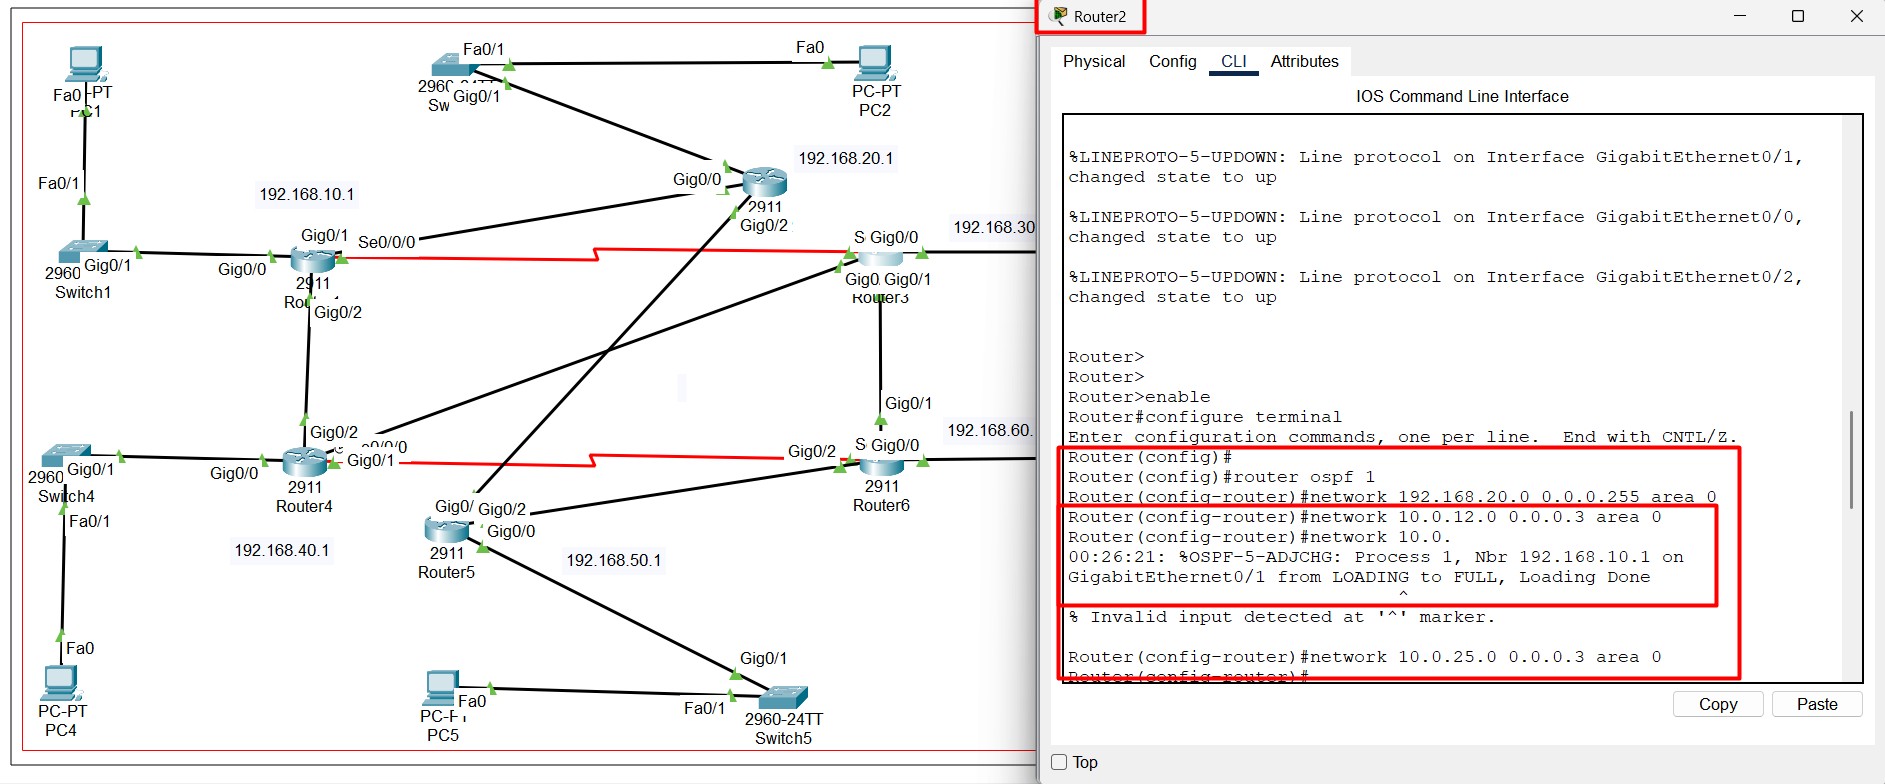 Fa0
-PT
PC1
Fa0/1
Gig0/1
2960
Switch1
192.168.10.1
Gig0/1
Se0/0/0
Gig0/0
2911
Gig0/2
Fa0/1
Gig0/1
Fa0
PC-PT
PC2
192.168.20.1
Gig0/0
2911
Gig0/2
192.168.30
Gig0/0
Gig0/1
Router3
Gig0/1
192.168.60.
Gig0/2
Gig0/0
2911
Router6
Gig0/2
Gig0/1
Gig0/0
2911
Router4
Gig0/1
2960
Switch4
Fa0/1
192.168.40.1
Gig0/
Gig0/2
Gig0/0
2911
Router5
192.168.50.1
Fa0
PC-PT
PC4
Fa0
PC5
Gig0/1
Fa0/1
2960-24TT
Switch5
Router2
Physical Config CLI Attributes
IOS Command Line Interface
%LINEPROTO-5-UPDOWN: Line protocol on Interface GigabitEthernet0/1,
changed state to up
%LINEPROTO-5-UPDOWN: Line protocol on Interface GigabitEthernet0/0,
changed state to up
%LINEPROTO-5-UPDOWN: Line protocol on Interface GigabitEthernet0/2,
changed state to up
Router>
Router>
Router>enable
Router#configure terminal
Enter configuration commands, one per line.  End with CNTL/Z.
Router(config)#
Router(config)#router ospf 1
Router(config-router)#network 192.168.20.0 0.0.0.255 area 0
Router(config-router)#network 10.0.12.0 0.0.0.3 area 0
Router(config-router)#network 10.0.
00:26:21: %OSPF-5-ADJCHG: Process 1, Nbr 192.168.10.1 on
GigabitEthernet0/1 from LOADING to FULL, Loading Done
^
% Invalid input detected at '^' marker.
Router(config-router)#network 10.0.25.0 0.0.0.3 area 0
Router(config-router)#
Copy Paste
Top